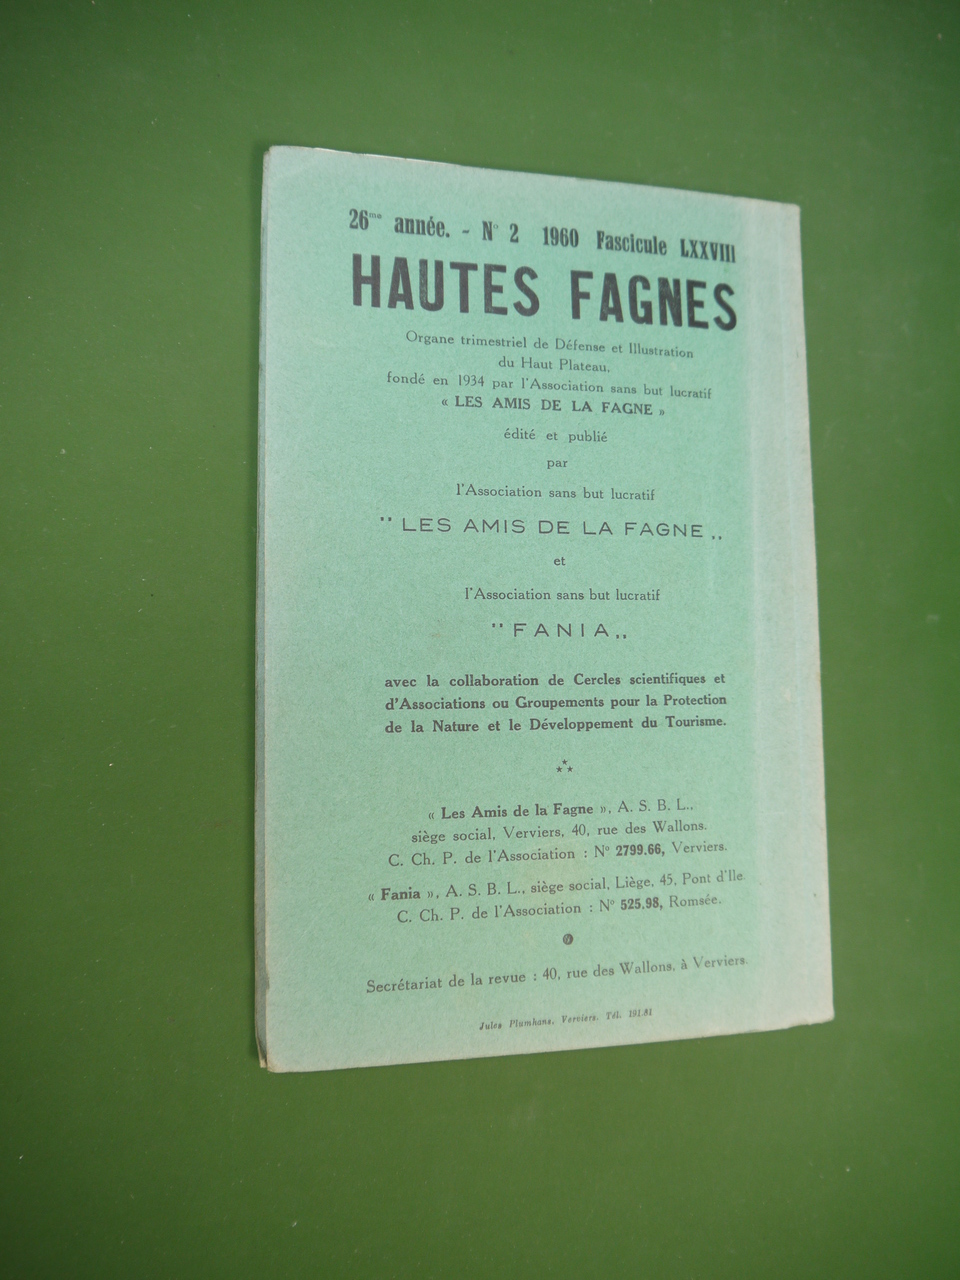 26me année. - N° 2 1960 Fascicule LXXVIII
HAUTES FAGNES
Organe trimestriel de Défense et Illustration
du Haut Plateau,
fondé en 1934 par l'Association sans but lucratif
« LES AMIS DE LA FAGNE »
édité et publié
par
l'Association sans but lucratif
" LES AMIS DE LA FAGNE „
et
l'Association sans but lucratif
" FANIA „
avec la collaboration de Cercles scientifiques et
d'Associations ou Groupements pour la Protection
de la Nature et le Développement du Tourisme.
« Les Amis de la Fagne », A. S. B. L.,
siège social, Verviers, 40, rue des Wallons.
C. Ch. P. de l'Association : N° 2799.66, Verviers.
« Fania », A. S. B. L., siège social, Liège, 45, Pont d'Ile
C. Ch. P. de l'Association : N° 525.98, Romsée.
Secrétariat de la revue : 40, rue des Wallons, à Verviers.
Jules Plumhans, Verviers. Tél. 191.81